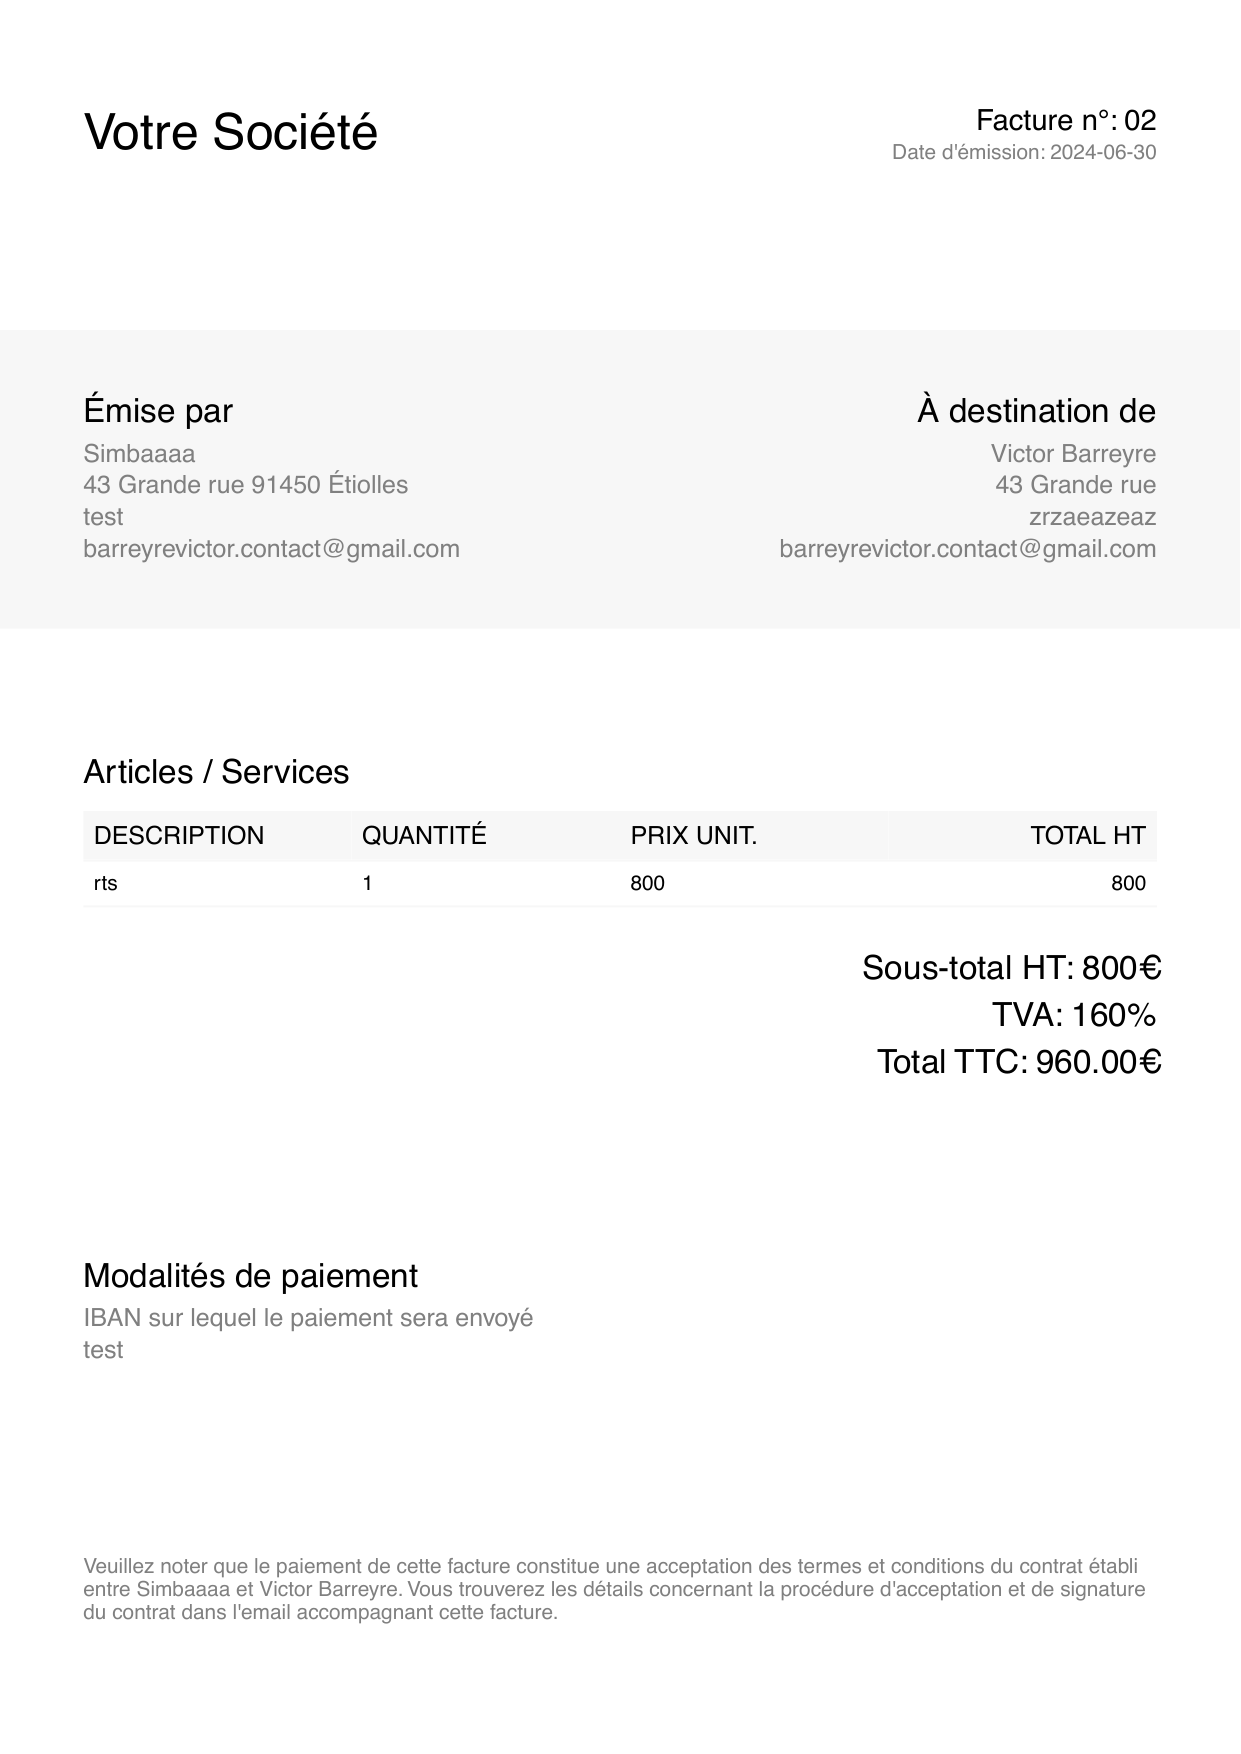 Votre Société
Facture n°: 02
Date d'émission: 2024-06-30
Émise par
Simbaaaa
43 Grande rue 91450 Étiolles
test
barreyrevictor.contact@gmail.com
À destination de
Victor Barreyre
43 Grande rue
zrzaeazeaz
barreyrevictor.contact@gmail.com
Articles / Services
DESCRIPTION QUANTITÉ PRIX UNIT. TOTAL HT
rts 1 800 800
Sous-total HT: 800€
TVA: 160%
Total TTC: 960.00€
Modalités de paiement
IBAN sur lequel le paiement sera envoyé
test
Veuillez noter que le paiement de cette facture constitue une acceptation des termes et conditions du contrat établi
entre Simbaaaa et Victor Barreyre. Vous trouverez les détails concernant la procédure d'acceptation et de signature
du contrat dans l'email accompagnant cette facture.